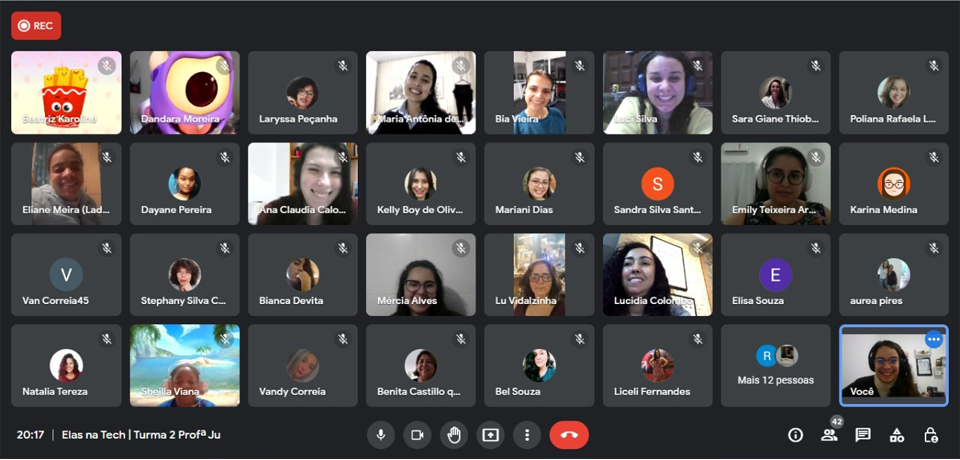 REC
Beatriz Karoline
Dandara Moreira
Laryssa Peçanha
Maria Antônia de...
Bia Vieira
Luci Silva
Sara Giane Thiob...
Poliana Rafaela L...
Eliane Meira (Lad...
Dayane Pereira
Ana Claudia Calo...
Kelly Boy de Oliv...
Mariani Dias
S
Sandra Silva Sant...
Emily Teixeira Ar...
Karina Medina
V
Van Correia45
Stephany Silva C...
Bianca Devita
Mércia Alves
Lu Vidalzinha
Lucidia Colombo
E
Elisa Souza
aurea pires
Natalia Tereza
Sheilla Viana
Vandy Correia
Benita Castillo q...
Bel Souza
Liceli Fernandes
R
Mais 12 pessoas
Você
20:17 | Elas na Tech | Turma 2 Profª Ju
42